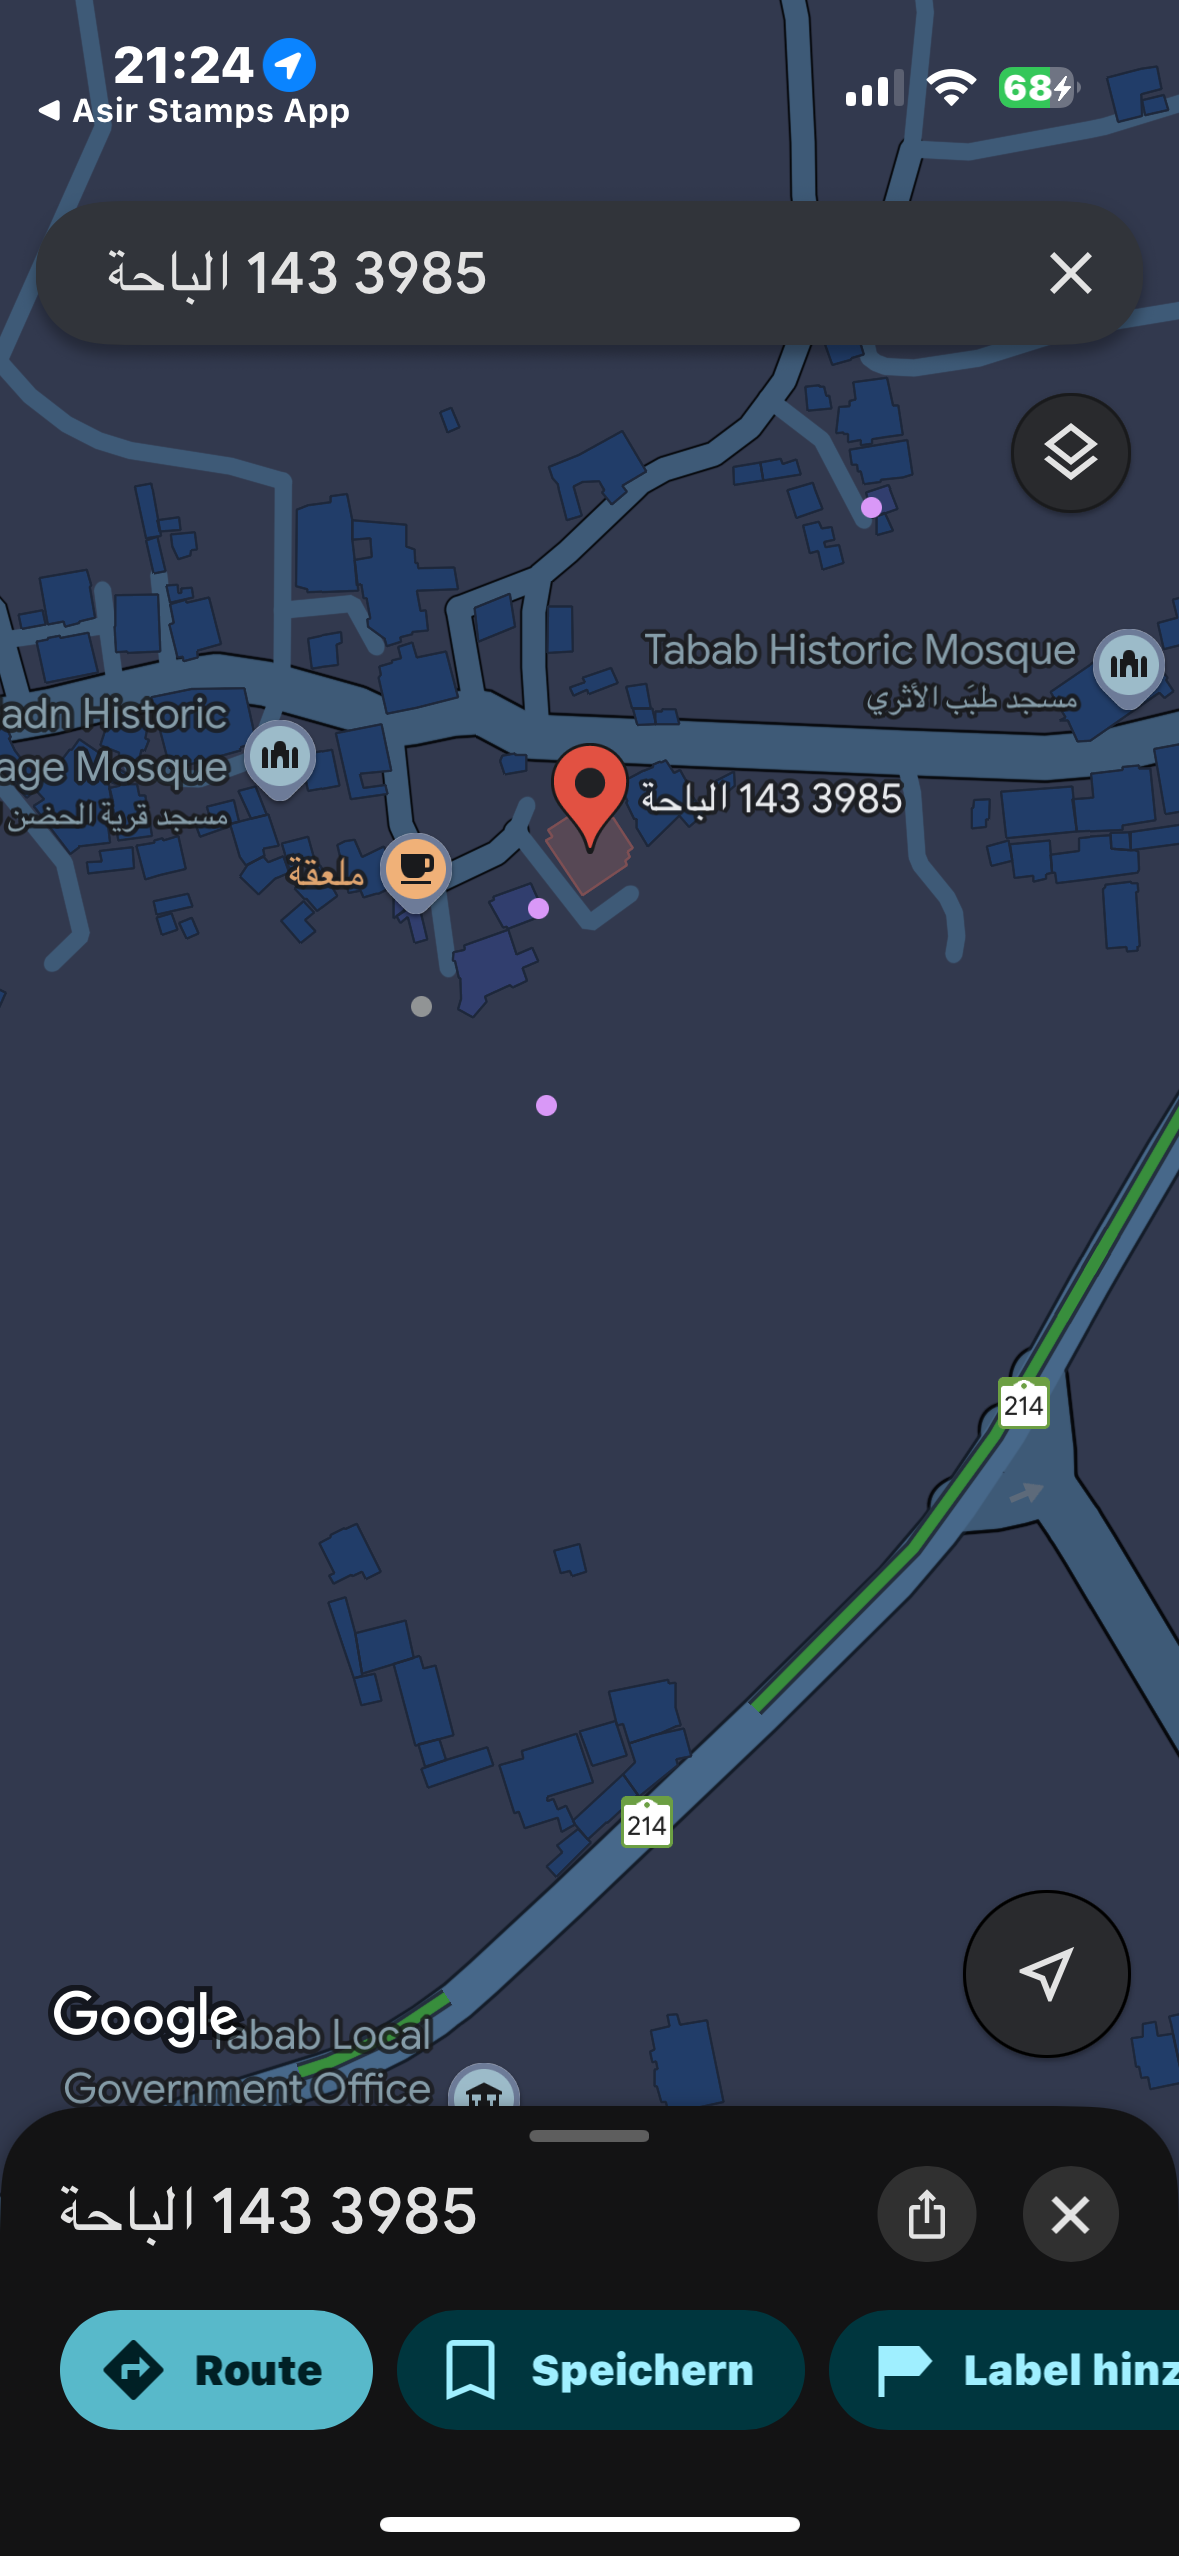 21:24
Asir Stamps App
68
3985 143 الباحة
Tabab Historic Mosque
مسجد طبّب الأثري
adn Historic
age Mosque
مسجد قرية الحضن
3985 143 الباحة
ملعقة
214
214
Google
Tabab Local
Government Office
3985 143 الباحة
Route
Speichern
Label hinz